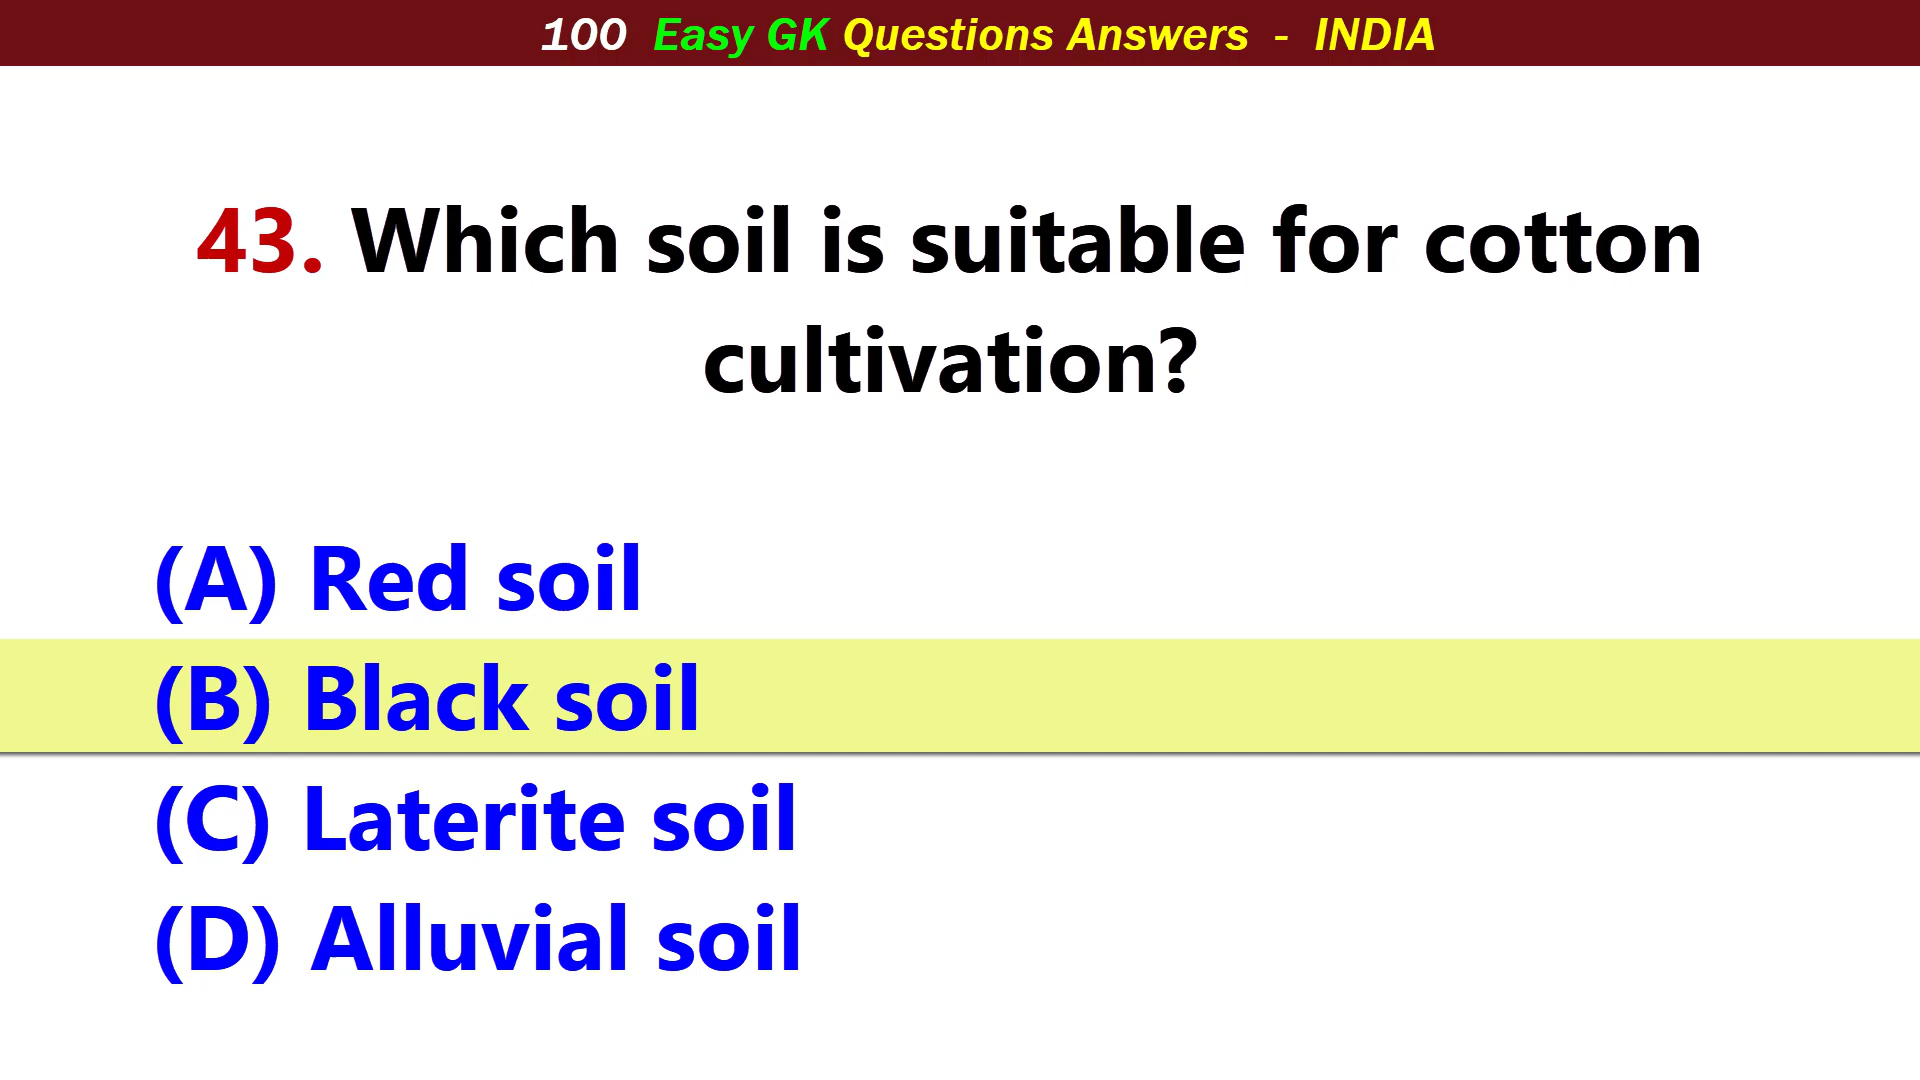 100 Easy GK Questions Answers - INDIA
43. Which soil is suitable for cotton
cultivation?
(A) Red soil
(B) Black soil
(C) Laterite soil
(D) Alluvial soil